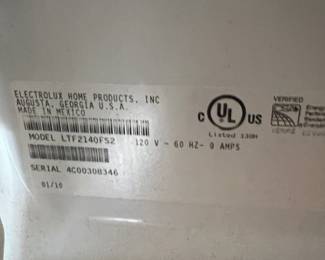 ELECTROLUX HOME PRODUCTS, INC
AUGUSTA, GEORGIA U.S.A.
MADE IN MEXICO
MODEL LTF2140FS2
120 V - 60 HZ- 9 AMPS
SERIAL 4C00308346
01/10
C UL US
Listed
VERIFIED